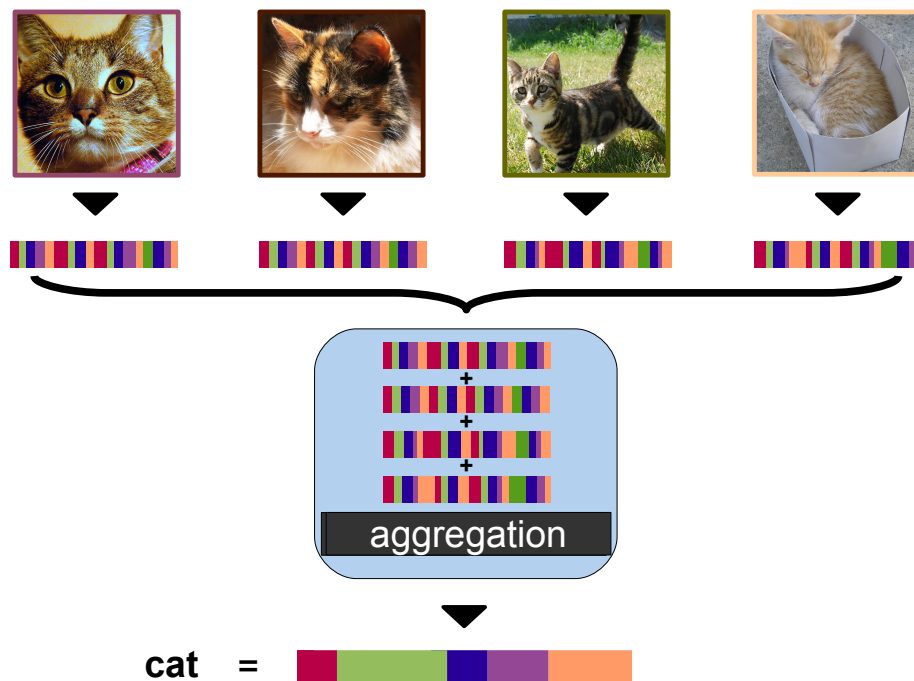 +
+
+
aggregation
cat =